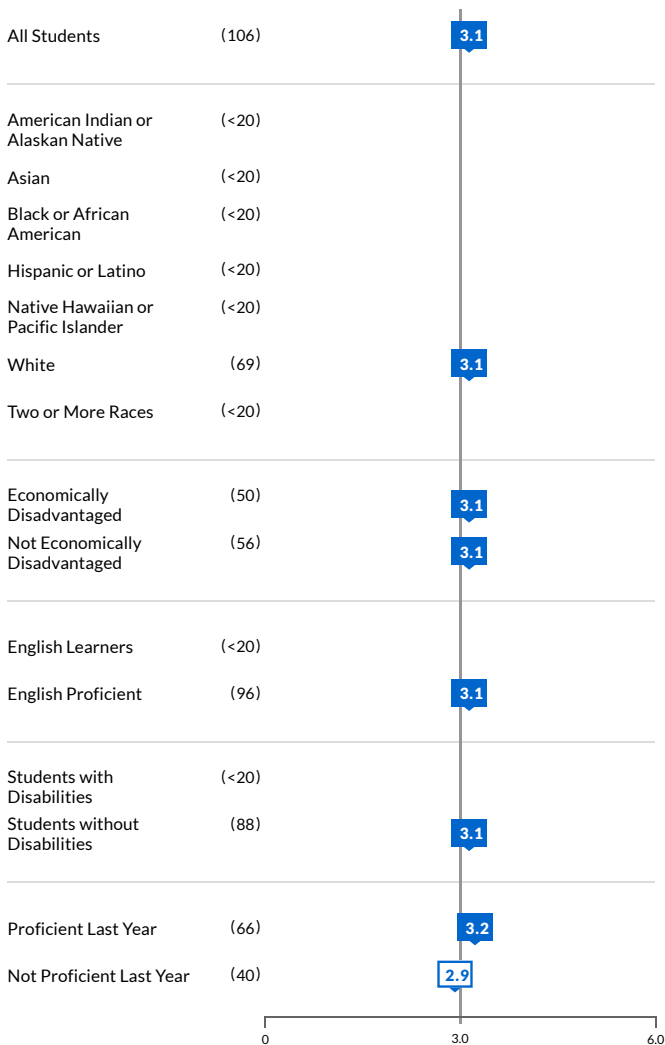 All Students (106) 3.1
American Indian or (<20)
Alaskan Native
Asian (<20)
Black or African (<20)
American
Hispanic or Latino (<20)
Native Hawaiian or (<20)
Pacific Islander
White (69) 3.1
Two or More Races (<20)
Economically (50) 3.1
Disadvantaged
Not Economically (56) 3.1
Disadvantaged
English Learners (<20)
English Proficient (96) 3.1
Students with (<20)
Disabilities
Students without (88) 3.1
Disabilities
Proficient Last Year (66) 3.2
Not Proficient Last Year (40) 2.9
0 3.0 6.0